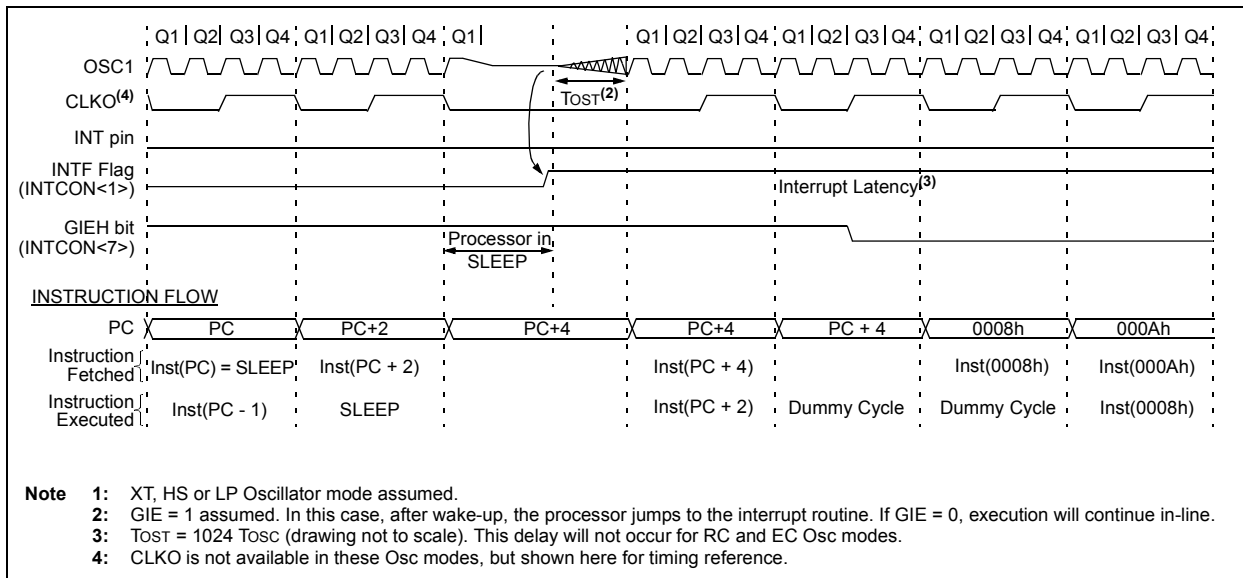 Q1 Q2 Q3 Q4 Q1 Q2 Q3 Q4 Q1 Q1 Q2 Q3 Q4 Q1 Q2 Q3 Q4 Q1 Q2 Q3 Q4 Q1 Q2 Q3 Q4
OSC1
CLKO(4)
TOST(2)
INT pin
INTF Flag
(INTCON<1>)
Interrupt Latency(3)
GIEH bit
(INTCON<7>)
Processor in
SLEEP
INSTRUCTION FLOW
PC PC PC+2 PC+4 PC+4 PC + 4 0008h 000Ah
Instruction
Fetched
Inst(PC) = SLEEP Inst(PC + 2) Inst(PC + 4) Inst(0008h) Inst(000Ah)
Instruction
Executed
Inst(PC - 1) SLEEP Inst(PC + 2) Dummy Cycle Dummy Cycle Inst(0008h)
Note 1: XT, HS or LP Oscillator mode assumed.
2: GIE = 1 assumed. In this case, after wake-up, the processor jumps to the interrupt routine. If GIE = 0, execution will continue in-line.
3: TOST = 1024 TOSC (drawing not to scale). This delay will not occur for RC and EC Osc modes.
4: CLKO is not available in these Osc modes, but shown here for timing reference.